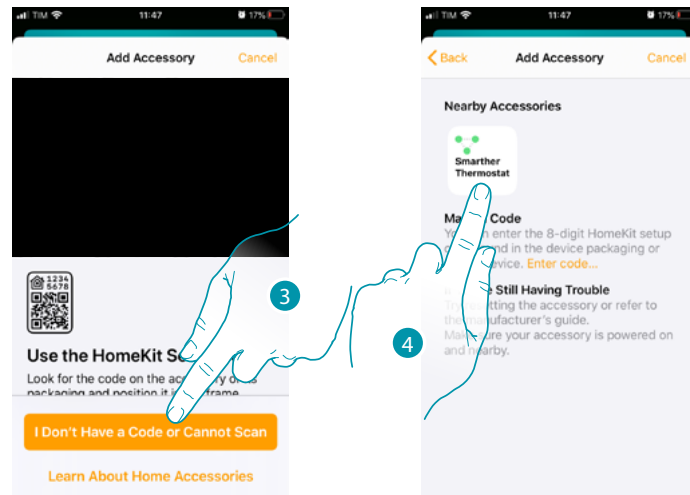 TIM 11:47 17%
Add Accessory Cancel
1234
5678
Use the HomeKit S
Look for the code on the
packaging and position it
I Don't Have a Code or Cannot Scan
Learn About Home Accessories
3
TIM 11:47 17%
Back Add Accessory Cancel
Nearby Accessories
Smarther
Thermostat
Code
enter the 8-digit HomeKit setup
in the device packaging or
Enter code...
Still Having Trouble
the accessory or refer to
guide.
your accessory is powered on
and nearby.
4